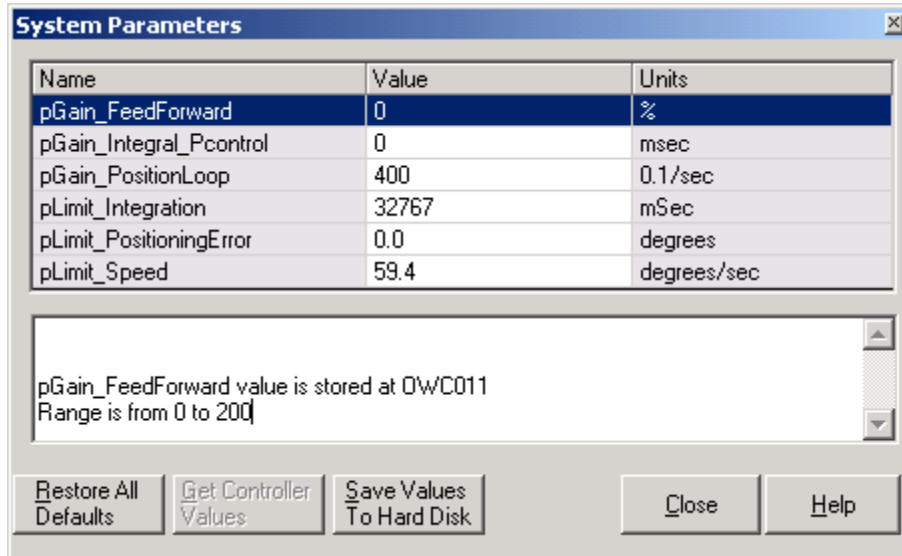 System Parameters
Name Value Units
pGain_FeedForward 0 %
pGain_Integral_Pcontrol 0 msec
pGain_PositionLoop 400 0.1/sec
pLimit_Integration 32767 mSec
pLimit_PositioningError 0.0 degrees
pLimit_Speed 59.4 degrees/sec
pGain_FeedForward value is stored at OWC011
Range is from 0 to 200
Restore All Defaults
Get Controller Values
Save Values To Hard Disk
Close
Help